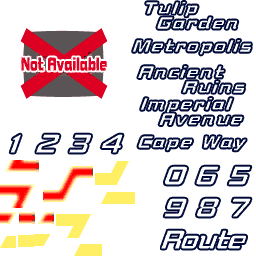 Tulip
Garden
Metropolis
Not Available
Ancient
Ruins
Imperial
Avenue
1 2 3 4
Cape Way
0 6 5
9 8 7
Route